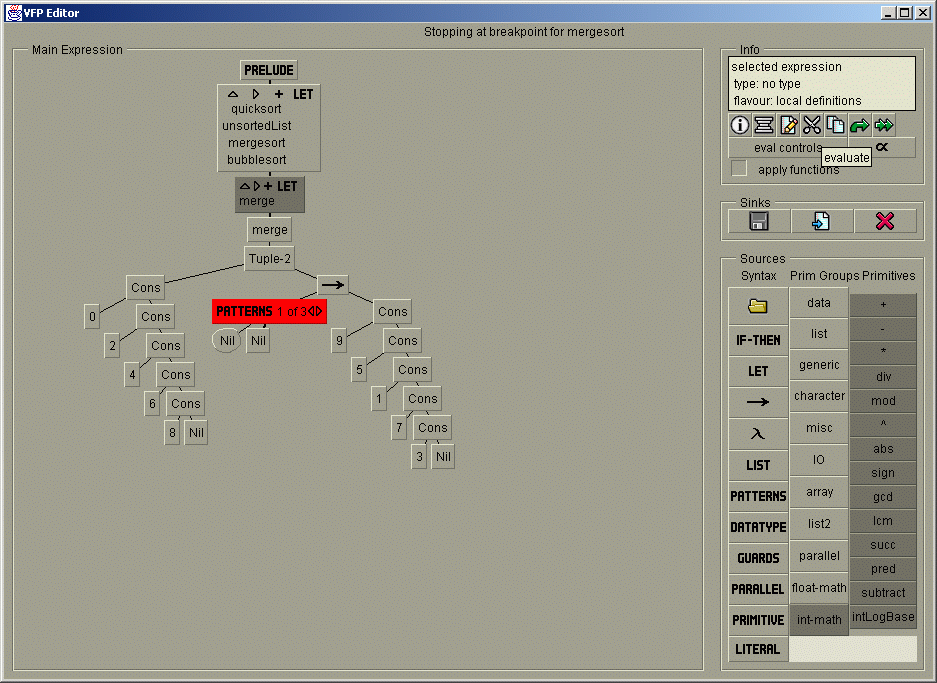 VFP Editor
Stopping at breakpoint for mergesort
Main Expression
PRELUDE
+ LET
quicksort
unsortedList
mergesort
bubblesort
+ LET
merge
merge
Tuple-2
Cons
→
0
Cons
PATTERNS 1 of 3
Cons
2
Cons
Nil
Nil
9
Cons
4
Cons
5
Cons
6
Cons
1
Cons
8
Nil
7
Cons
3
Nil
Info
selected expression
type: no type
flavour: local definitions
eval controls
α
evaluate
apply functions
Sinks
Sources
Syntax
Prim Groups
Primitives
IF-THEN
LET
→
λ
LIST
PATTERNS
DATATYPE
GUARDS
PARALLEL
PRIMITIVE
LITERAL
data
list
generic
character
misc
IO
array
list2
parallel
float-math
int-math
+
-
*
div
mod
^
abs
sign
gcd
lcm
succ
pred
subtract
intLogBase